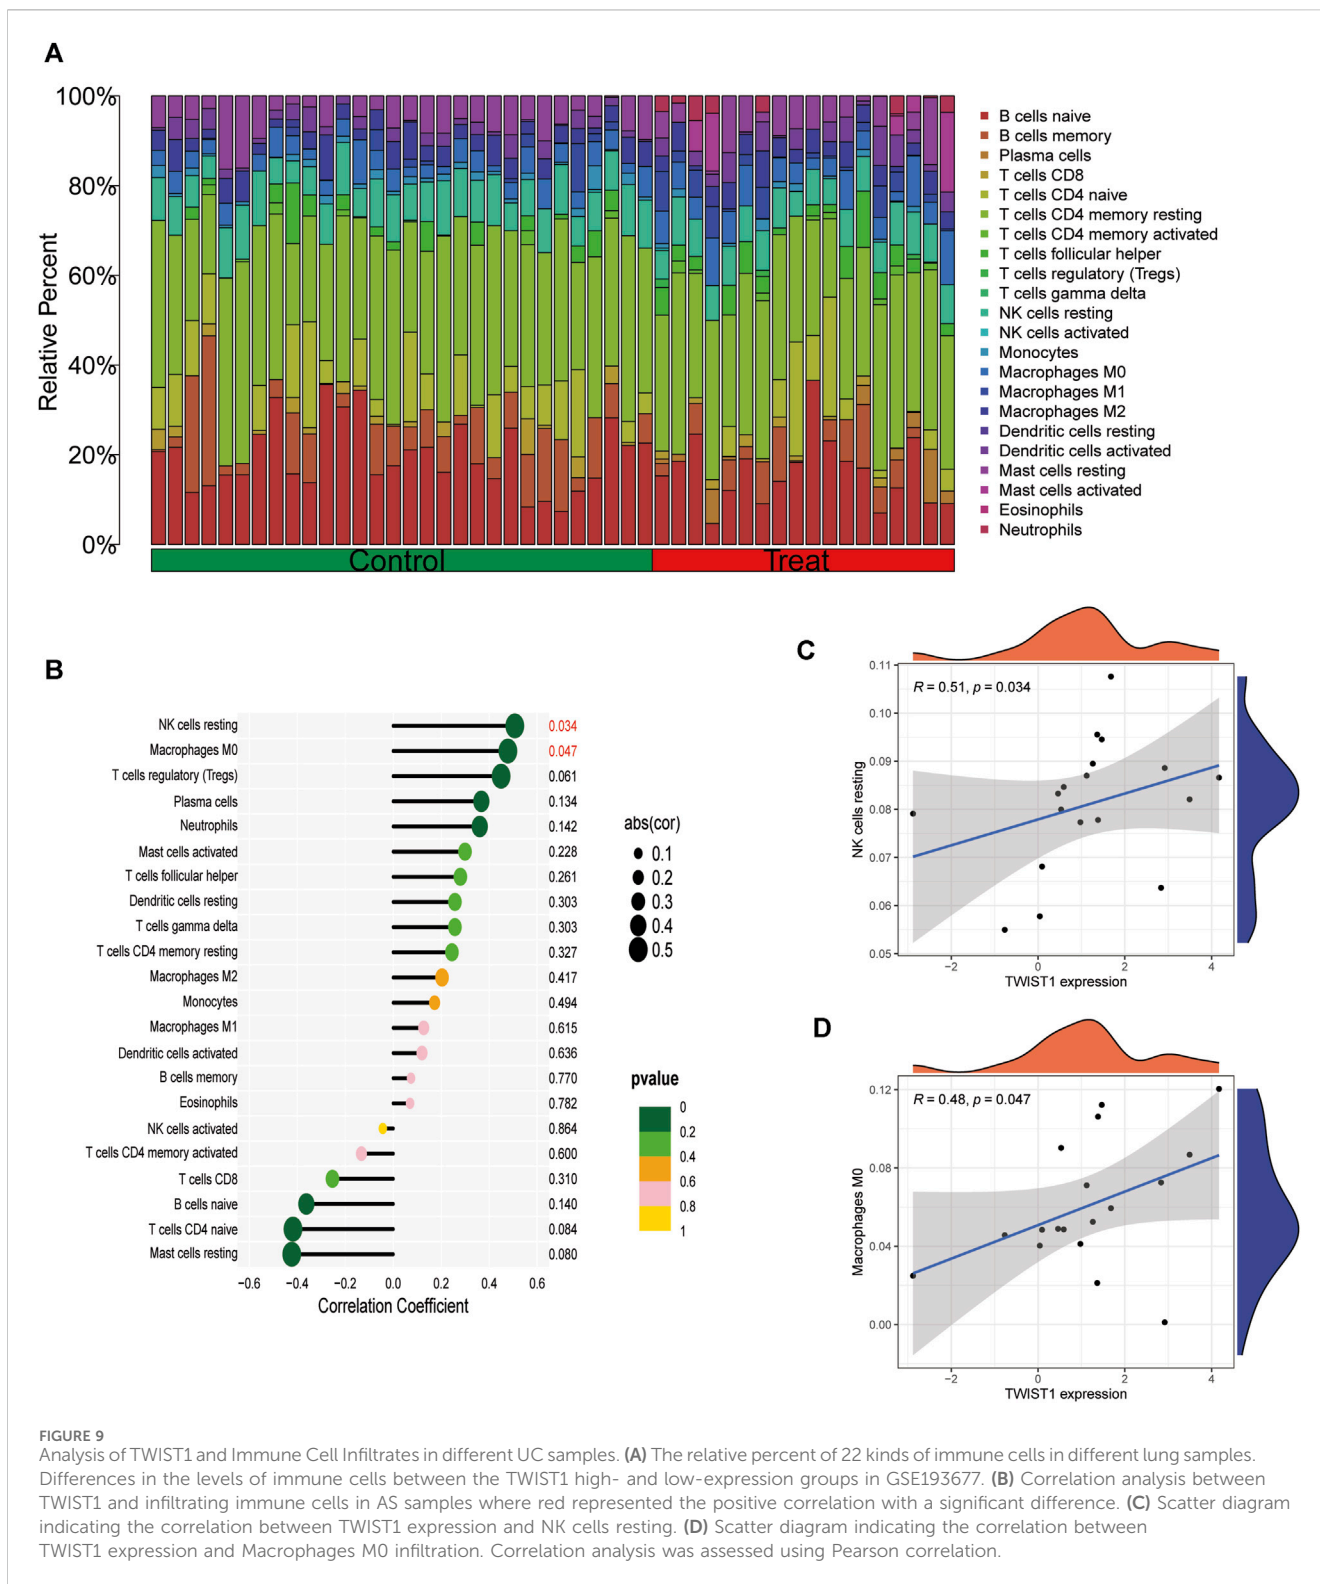 A
100%
80%
60%
40%
20%
0%
Relative Percent
Control
Treat
B cells naive
B cells memory
Plasma cells
T cells CD8
T cells CD4 naive
T cells CD4 memory resting
T cells CD4 memory activated
T cells follicular helper
T cells regulatory (Tregs)
T cells gamma delta
NK cells resting
NK cells activated
Monocytes
Macrophages M0
Macrophages M1
Macrophages M2
Dendritic cells resting
Dendritic cells activated
Mast cells resting
Mast cells activated
Eosinophils
Neutrophils
B
NK cells resting 0.034
Macrophages M0 0.047
T cells regulatory (Tregs) 0.061
Plasma cells 0.134
Neutrophils 0.142
Mast cells activated 0.228
T cells follicular helper 0.261
Dendritic cells resting 0.303
T cells gamma delta 0.303
T cells CD4 memory resting 0.327
Macrophages M2 0.417
Monocytes 0.494
Macrophages M1 0.615
Dendritic cells activated 0.636
B cells memory 0.770
Eosinophils 0.782
NK cells activated 0.864
T cells CD4 memory activated 0.600
T cells CD8 0.310
B cells naive 0.140
T cells CD4 naive 0.084
Mast cells resting 0.080
−0.6 −0.4 −0.2 0.0 0.2 0.4 0.6
Correlation Coefficient
abs(cor)
0.1
0.2
0.3
0.4
0.5
pvalue
0
0.2
0.4
0.6
0.8
1
C
R = 0.51, p = 0.034
0.11
0.10
0.09
0.08
0.07
0.06
0.05
NK cells resting
−2 0 2 4
TWIST1 expression
D
R = 0.48, p = 0.047
0.12
0.08
0.04
0.00
Macrophages M0
−2 0 2 4
TWIST1 expression
FIGURE 9
Analysis of TWIST1 and Immune Cell Infiltrates in different UC samples. (A) The relative percent of 22 kinds of immune cells in different lung samples.
Differences in the levels of immune cells between the TWIST1 high- and low-expression groups in GSE193677. (B) Correlation analysis between
TWIST1 and infiltrating immune cells in AS samples where red represented the positive correlation with a significant difference. (C) Scatter diagram
indicating the correlation between TWIST1 expression and NK cells resting. (D) Scatter diagram indicating the correlation between
TWIST1 expression and Macrophages M0 infiltration. Correlation analysis was assessed using Pearson correlation.